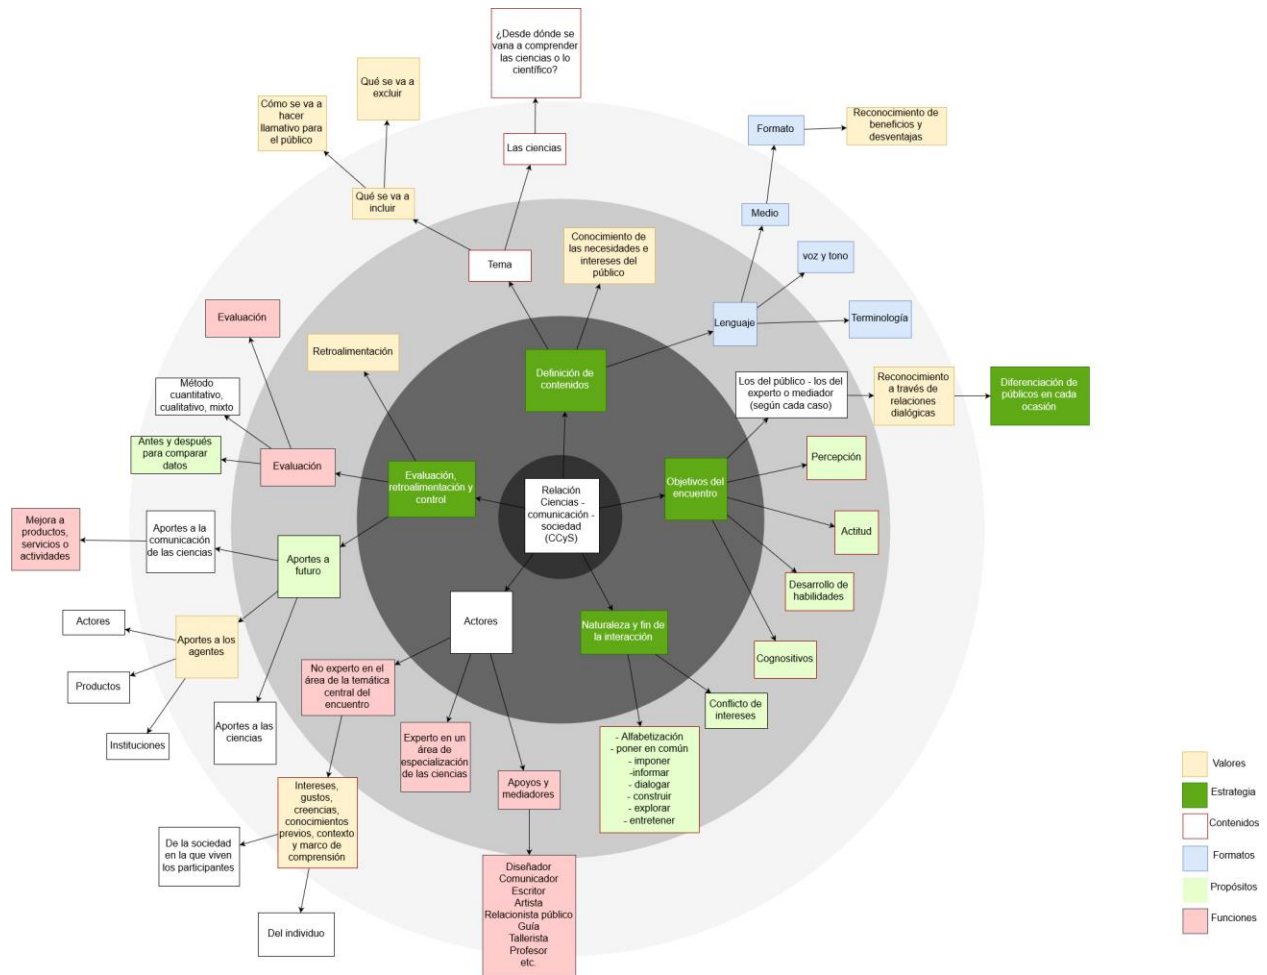 ¿Desde dónde se
vana a comprender
las ciencias o lo
científico?
Qué se va a
excluir
Cómo se va a
hacer
llamativo para
el público
Las ciencias
Formato
Reconocimiento de
beneficios y
desventajas
Qué se va a
incluir
Medio
Conocimiento de
las necesidades e
intereses del
público
Tema
voz y tono
Lenguaje
Terminología
Evaluación
Retroalimentación
Definición de
contenidos
Los del público - los del
experto o mediador
(según cada caso)
Reconocimiento
a través de
relaciones
dialógicas
Diferenciación de
públicos en cada
ocasión
Método
cuantitativo,
cualitativo, mixto
Antes y después
para comparar
datos
Evaluación
Evaluación,
retroalimentación y
control
Relación
Ciencias -
comunicación -
sociedad
(CCyS)
Objetivos del
encuentro
Percepción
Actitud
Mejora a
productos,
servicios o
actividades
Aportes a la
comunicación
de las ciencias
Aportes a
futuro
Desarrollo de
habilidades
Actores
Aportes a los
agentes
Productos
Instituciones
Aportes a las
ciencias
Actores
Naturaleza y fin de
la interacción
Cognositivos
No experto en el
área de la temática
central del
encuentro
Conflicto de
intereses
Experto en un
área de
especialización
de las ciencias
Apoyos y
mediadores
- Alfabetización
- poner en común
- imponer
-informar
- dialogar
- construir
- explorar
- entretener
Intereses,
gustos,
creencias,
conocimientos
previos, contexto
y marco de
comprensión
De la sociedad
en la que viven
los participantes
Del individuo
Diseñador
Comunicador
Escritor
Artista
Relacionista público
Guía
Tallerista
Profesor
etc.
Valores
Estrategia
Contenidos
Formatos
Propósitos
Funciones